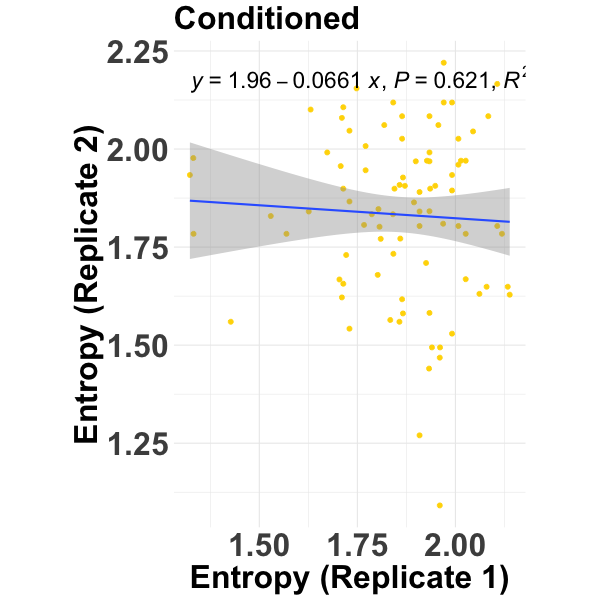 Conditioned
y = 1.96 – 0.0661 x, P = 0.621, R²
2.25
2.00
1.75
1.50
1.25
Entropy (Replicate 2)
1.50 1.75 2.00
Entropy (Replicate 1)